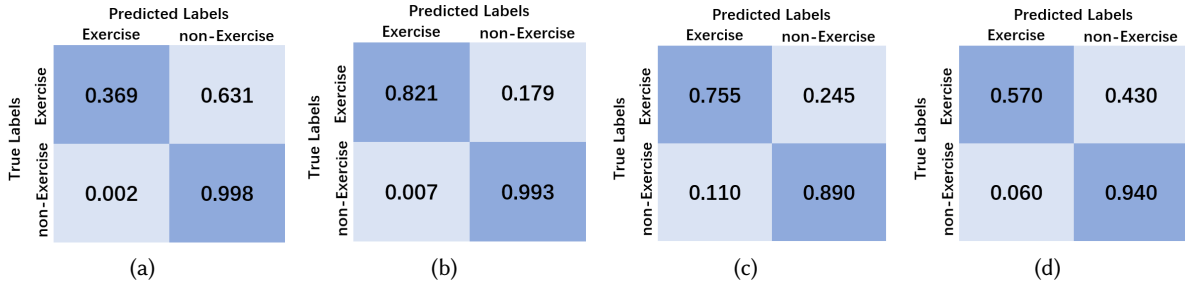 Predicted Labels
Exercise non-Exercise
True Labels
Exercise
0.369 0.631
non-Exercise
0.002 0.998
(a)
Predicted Labels
Exercise non-Exercise
True Labels
Exercise
0.821 0.179
non-Exercise
0.007 0.993
(b)
Predicted Labels
Exercise non-Exercise
True Labels
Exercise
0.755 0.245
non-Exercise
0.110 0.890
(c)
Predicted Labels
Exercise non-Exercise
True Labels
Exercise
0.570 0.430
non-Exercise
0.060 0.940
(d)